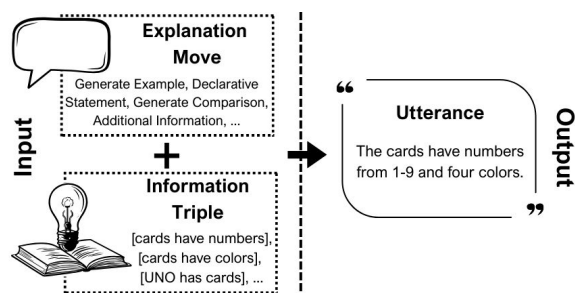 Input
Explanation
Move
Generate Example, Declarative
Statement, Generate Comparison,
Additional Information, ...
+
Information
Triple
[cards have numbers],
[cards have colors],
[UNO has cards], ...
“
Utterance
The cards have numbers
from 1-9 and four colors.
”
Output